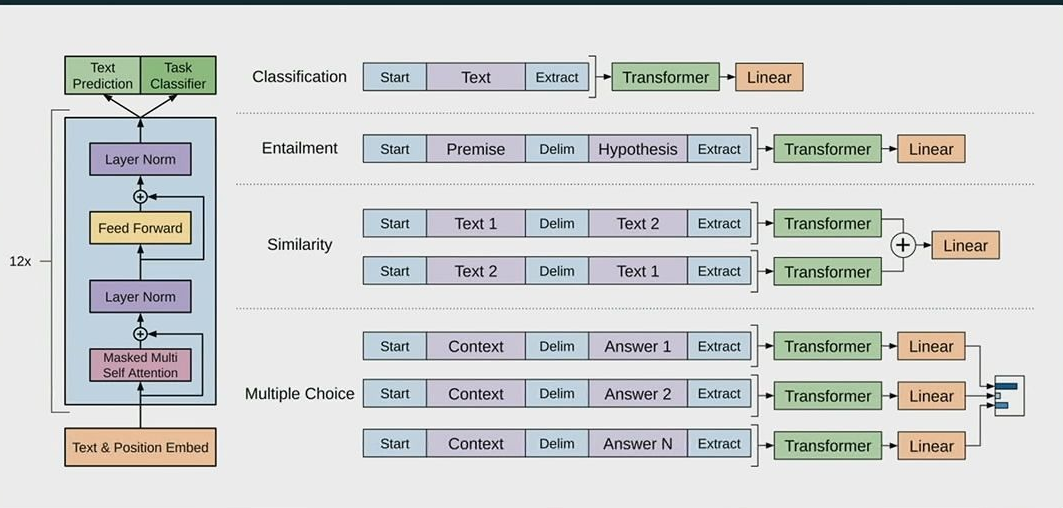 Text
Prediction
Task
Classifier
Layer Norm
Feed Forward
12x
Layer Norm
Masked Multi
Self Attention
Text & Position Embed
Classification Start Text Extract Transformer Linear
Entailment Start Premise Delim Hypothesis Extract Transformer Linear
Start Text 1 Delim Text 2 Extract Transformer
Similarity + Linear
Start Text 2 Delim Text 1 Extract Transformer
Start Context Delim Answer 1 Extract Transformer Linear
Multiple Choice Start Context Delim Answer 2 Extract Transformer Linear
Start Context Delim Answer N Extract Transformer Linear